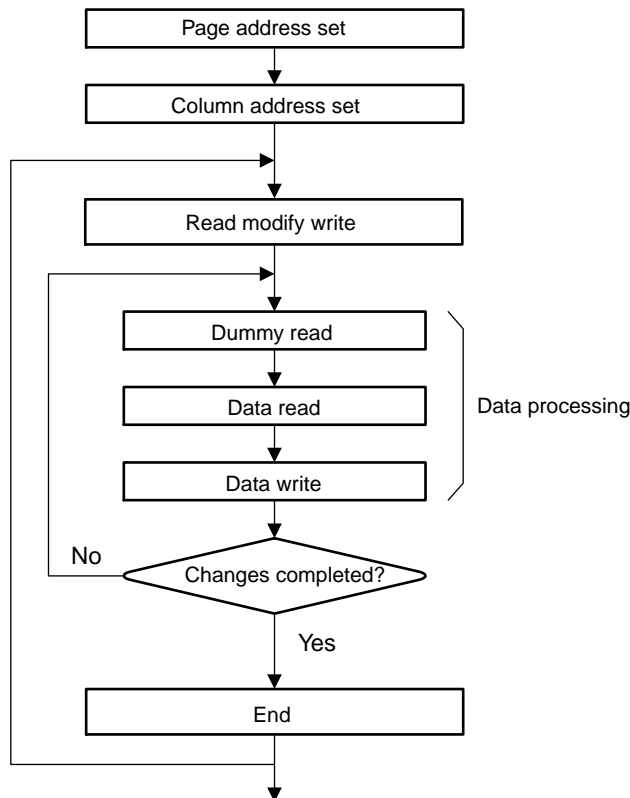 Page address set
Column address set
Read modify write
Dummy read
Data read
Data processing
Data write
No
Changes completed?
Yes
End